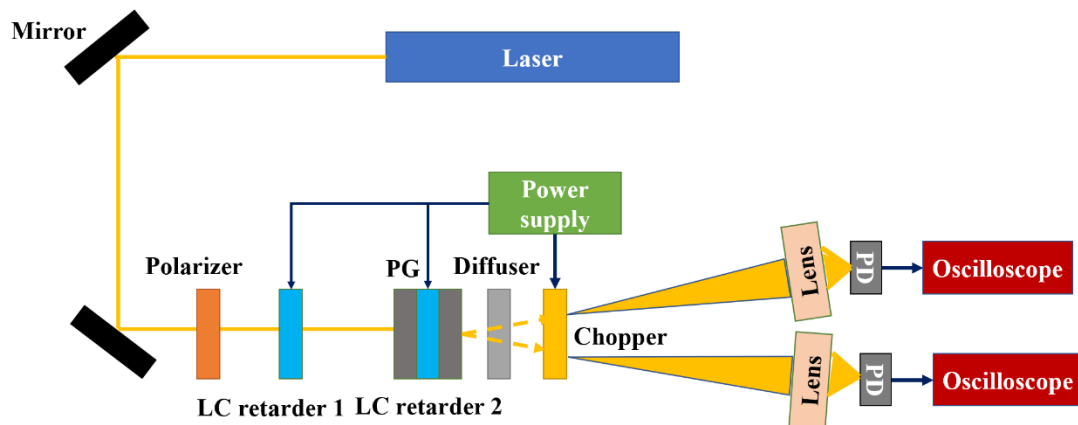 Mirror
Laser
Power
supply
Polarizer
PG
Diffuser
Lens
PD
Oscilloscope
Chopper
LC retarder 1
LC retarder 2
Lens
PD
Oscilloscope